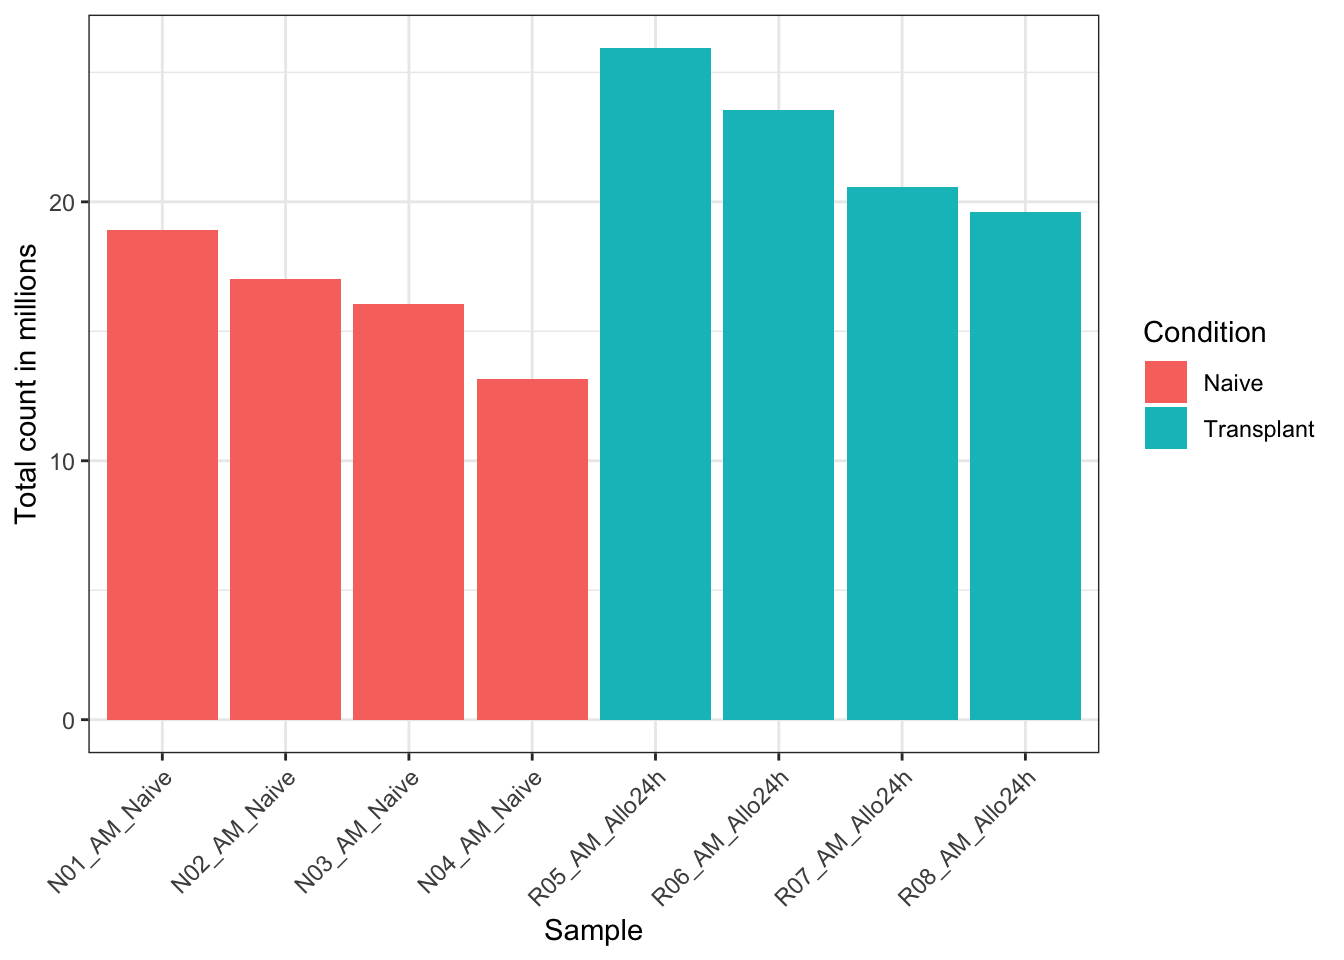 Total count in millions
20
10
0
N01_AM_Naive
N02_AM_Naive
N03_AM_Naive
N04_AM_Naive
R05_AM_Allo24h
R06_AM_Allo24h
R07_AM_Allo24h
R08_AM_Allo24h
Sample
Condition
Naive
Transplant